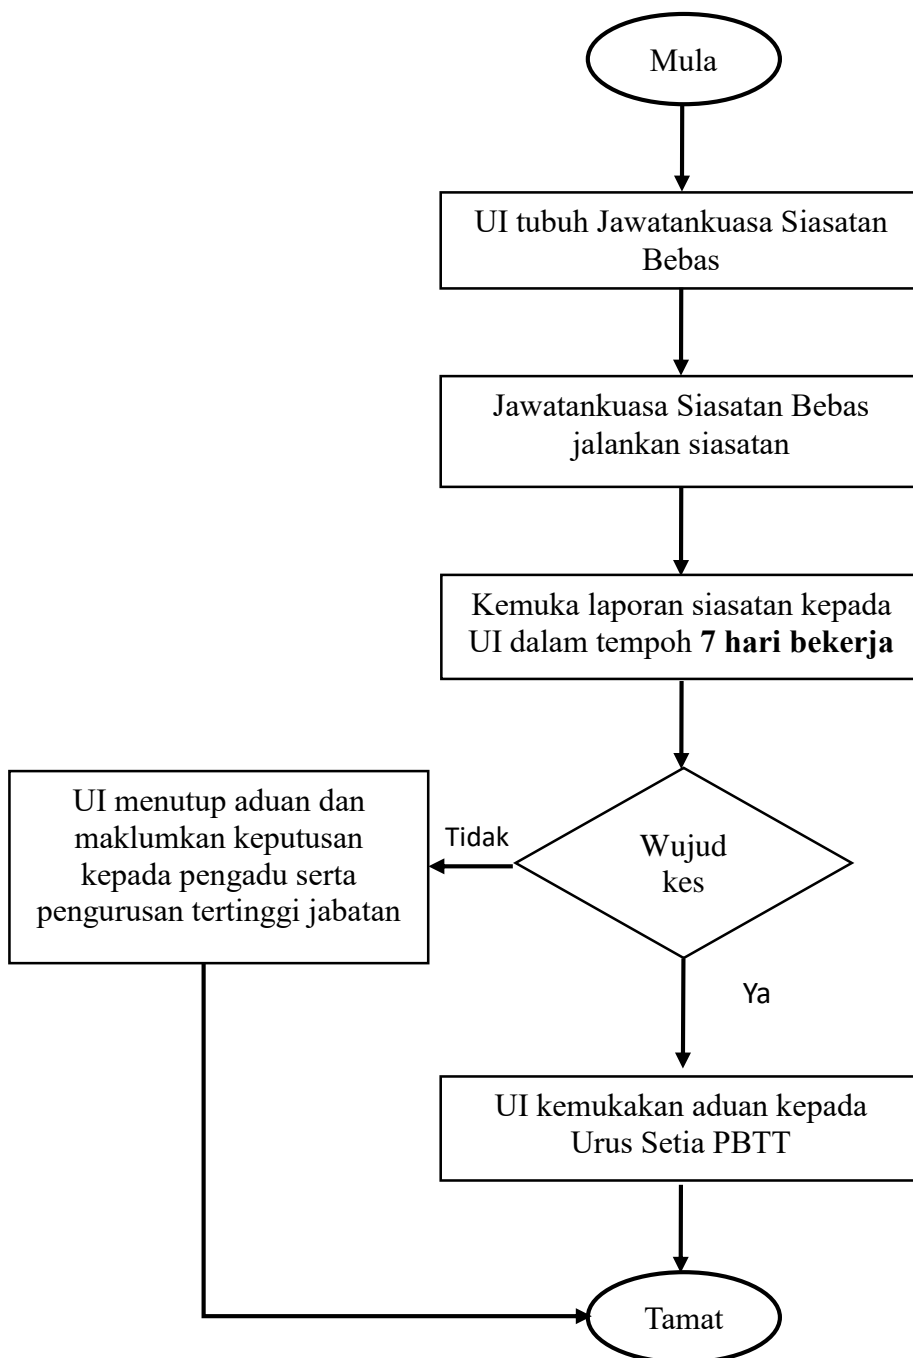 Mula
UI tubuh Jawatankuasa Siasatan
Bebas
Jawatankuasa Siasatan Bebas
jalankan siasatan
Kemuka laporan siasatan kepada
UI dalam tempoh 7 hari bekerja
UI menutup aduan dan
maklumkan keputusan
kepada pengadu serta
pengurusan tertinggi jabatan
Tidak
Wujud
kes
Ya
UI kemukakan aduan kepada
Urus Setia PBTT
Tamat